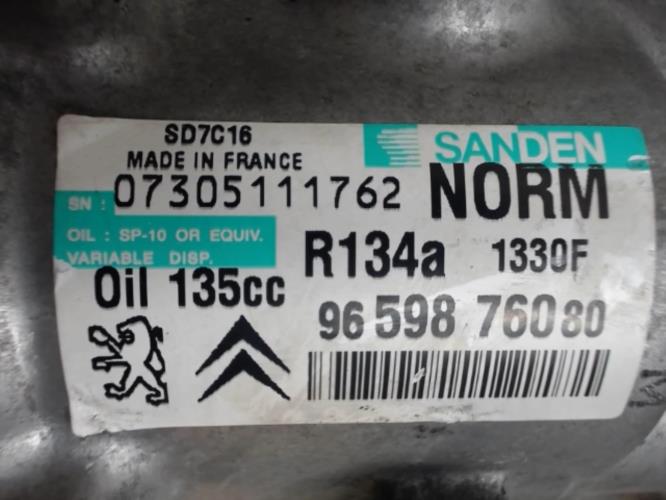 SD7C16
SANDEN
MADE IN FRANCE
SN : 07305111762 NORM
OIL : SP-10 OR EQUIV.
VARIABLE DISP.
R134a 1330F
Oil 135cc
96 598 760 80